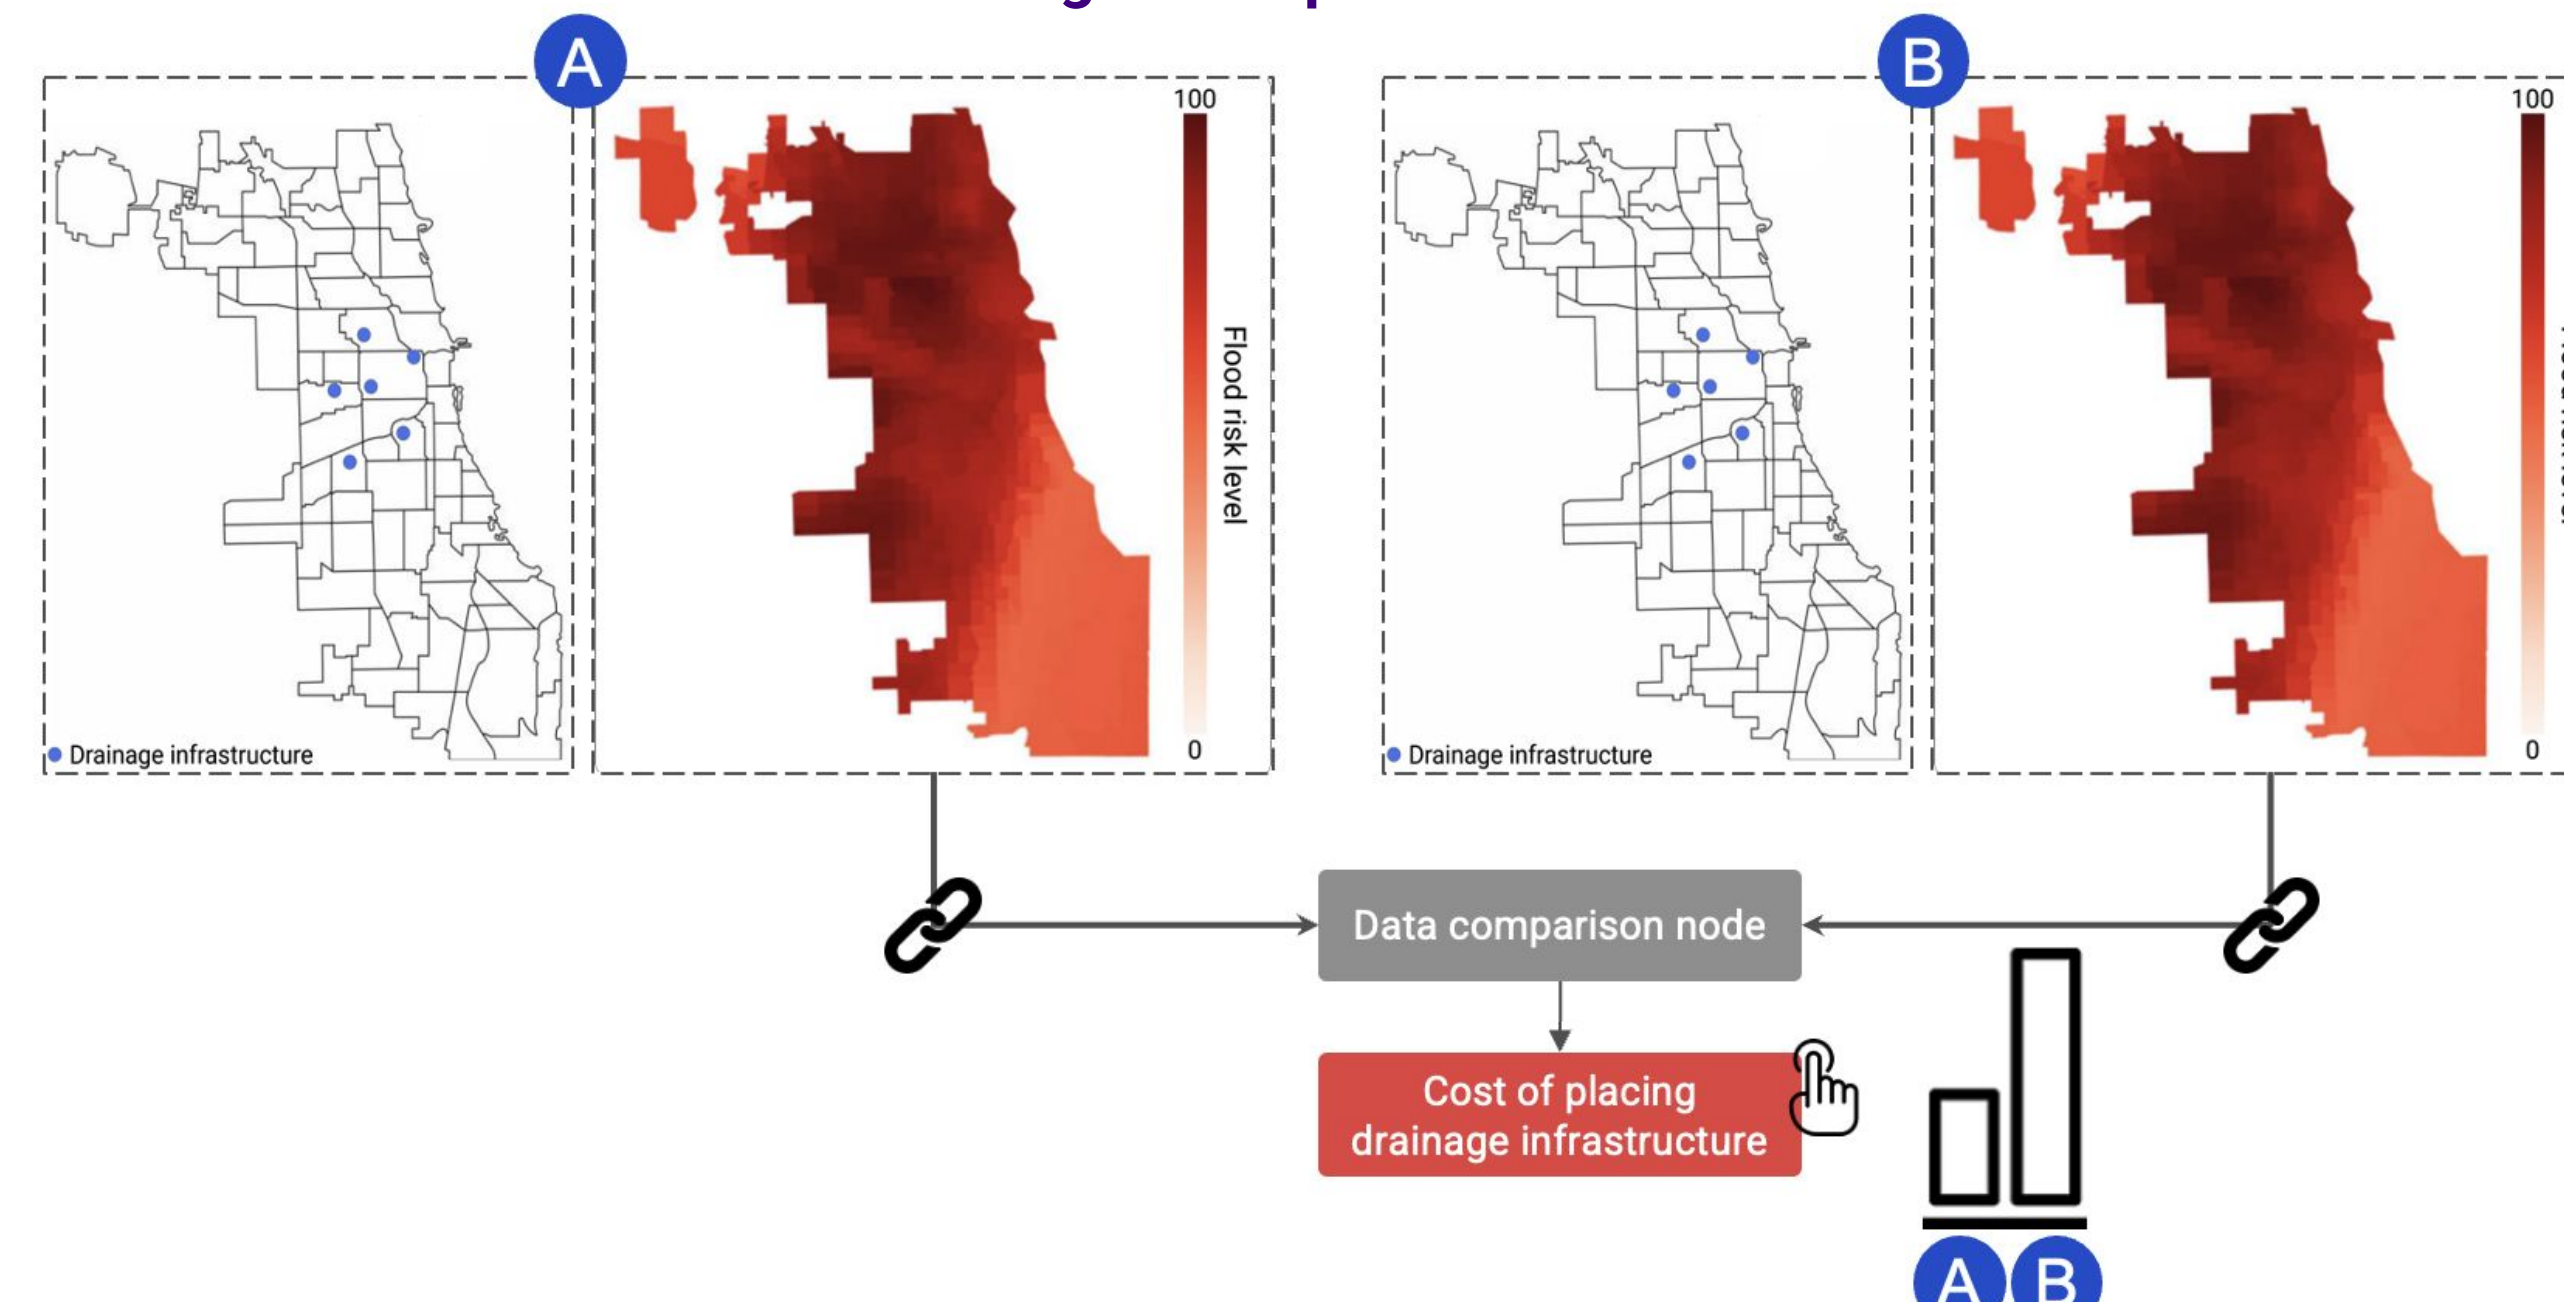 A
B
100
Flood risk level
0
Drainage infrastructure
100
0
Drainage infrastructure
Data comparison node
Cost of placing
drainage infrastructure
A B